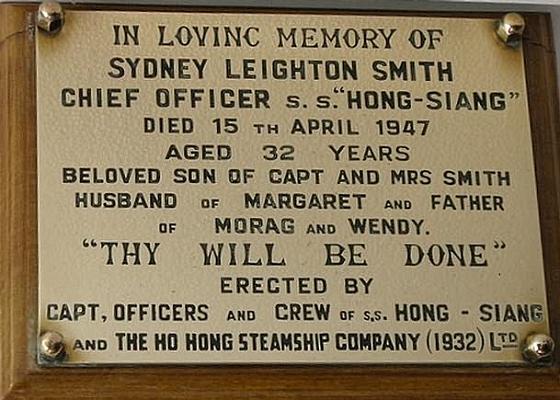 IN LOVINC MEMORY OF
SYDNEY LEIGHTON SMITH
CHIEF OFFICER S. S. “HONG-SIANG”
DIED 15 TH APRIL 1947
AGED 32 YEARS
BELOVED SON OF CAPT AND MRS SMITH
HUSBAND OF MARGARET AND FATHER
OF MORAG AND WENDY.
“THY WILL BE DONE”
ERECTED BY
CAPT, OFFICERS AND CREW OF S.S. HONG - SIANG
AND THE HO HONG STEAMSHIP COMPANY (1932) LTD